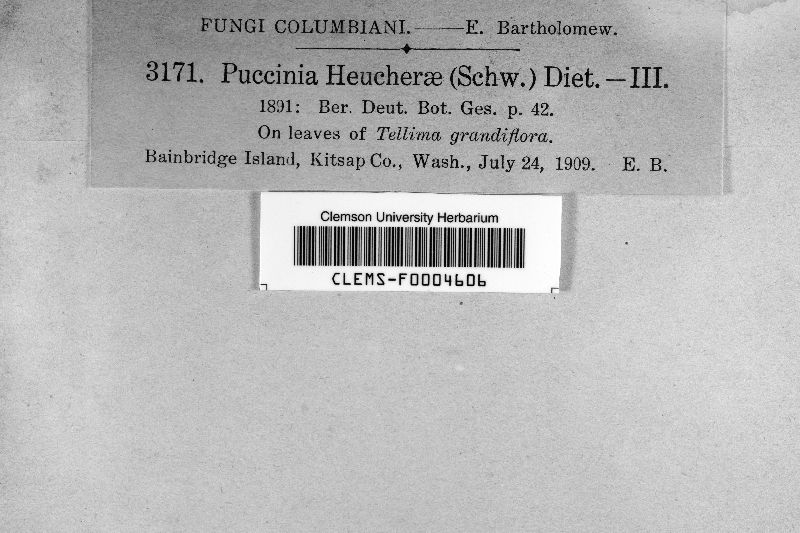 FUNGI COLUMBIANI.——E. Bartholomew.
3171. Puccinia Heucheræ (Schw.) Diet.—III.
1891: Ber. Deut. Bot. Ges. p. 42.
On leaves of Tellima grandiflora.
Bainbridge Island, Kitsap Co., Wash., July 24, 1909. E. B.
Clemson University Herbarium
CLEMS-F0004606